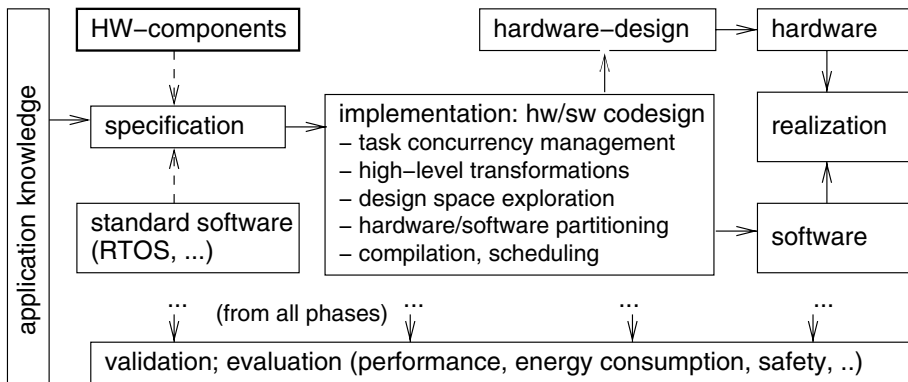 application knowledge
HW−components
hardware−design
hardware
specification
implementation: hw/sw codesign
− task concurrency management
− high−level transformations
− design space exploration
− hardware/software partitioning
− compilation, scheduling
realization
standard software
(RTOS, ...)
software
... (from all phases) ... ... ...
validation; evaluation (performance, energy consumption, safety, ..)